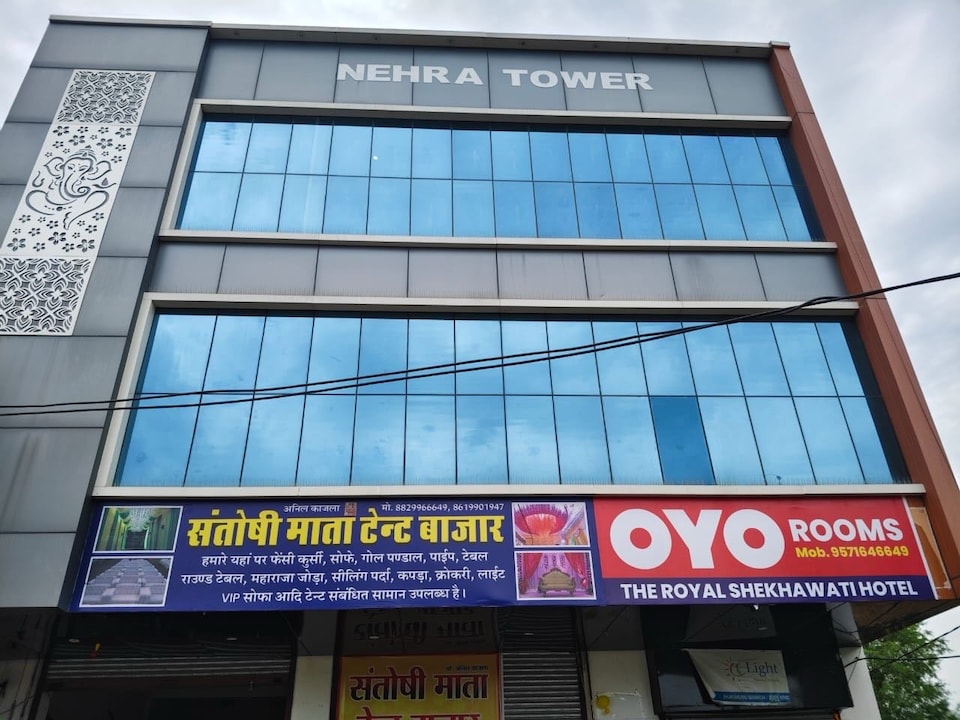 NEHRA TOWER
अनिल काजला मो. 8829966649, 8619901947
संतोषी माता टेन्ट बाजार
हमारे यहां पर फेंसी कुर्सी, सोफे, गोल पण्डाल, पाईप, टेबल
राउण्ड टेबल, महाराजा जोड़ा, सीलिंग पर्दा, कपड़ा, क्रोकरी, लाईट
VIP सोफा आदि टेन्ट संबंधित सामान उपलब्ध है।
OYO ROOMS
Mob. 9571646649
THE ROYAL SHEKHAWATI HOTEL
संतोषी माता
टेन्ट बाजार
Light